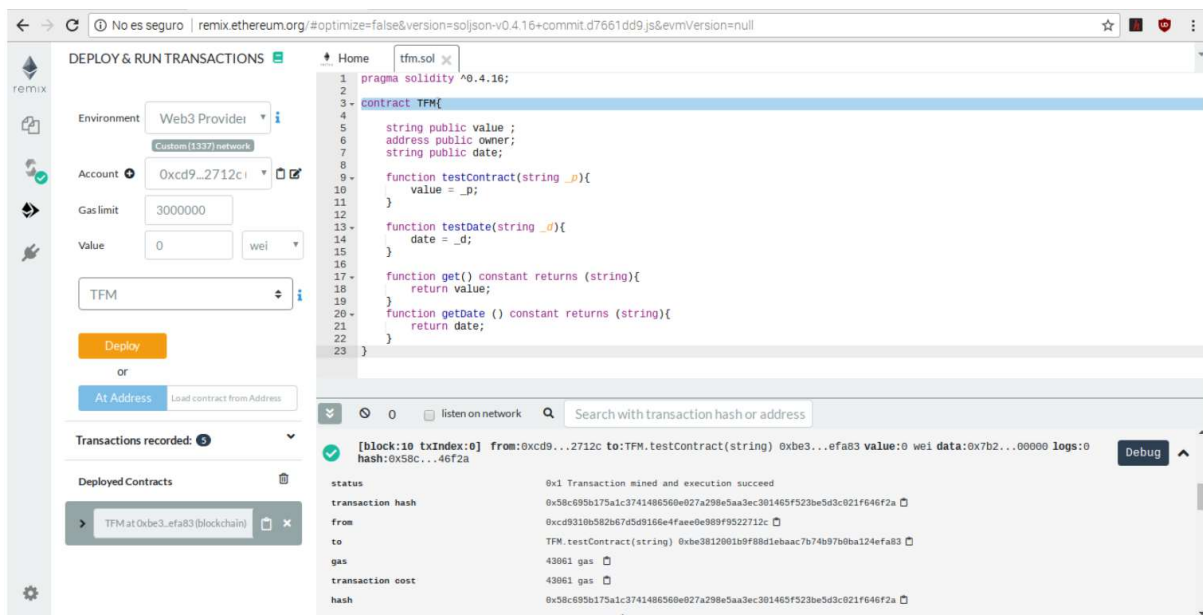 No es seguro | remix.ethereum.org/#optimize=false&version=soljson-v0.4.16+commit.d7661dd9.js&evmVersion=null
remix
DEPLOY & RUN TRANSACTIONS
Environment Web3 Provider
Custom (1337) network
Account 0xcd9...2712c (
Gas limit 3000000
Value 0 wei
TFM
Deploy
or
At Address Load contract from Address
Transactions recorded: 5
Deployed Contracts
TFM at 0xbe3...efa83 (blockchain)
Home tfm.sol
1 pragma solidity ^0.4.16;
2
3 contract TFM{
4
5 string public value ;
6 address public owner;
7 string public date;
8
9 function testContract(string _p){
10 value = _p;
11 }
12
13 function testDate(string _d){
14 date = _d;
15 }
16
17 function get() constant returns (string){
18 return value;
19 }
20 function getDate () constant returns (string){
21 return date;
22 }
23 }
0 listen on network Search with transaction hash or address
[block:10 txIndex:0] from:0xcd9...2712c to:TFM.testContract(string) 0xbe3...efa83 value:0 wei data:0x7b2...00000 logs:0
hash:0x58c...46f2a
Debug
status 0x1 Transaction mined and execution succeed
transaction hash 0x58c695b175a1c3741486560e027a298e5aa3ec301465f523be5d3c021f646f2a
from 0xcd9310b582b67d5d9166e4faee0e989f9522712c
to TFM.testContract(string) 0xbe3812001b9f88d1ebaac7b74b97b0ba124efa83
gas 43061 gas
transaction cost 43061 gas
hash 0x58c695b175a1c3741486560e027a298e5aa3ec301465f523be5d3c021f646f2a